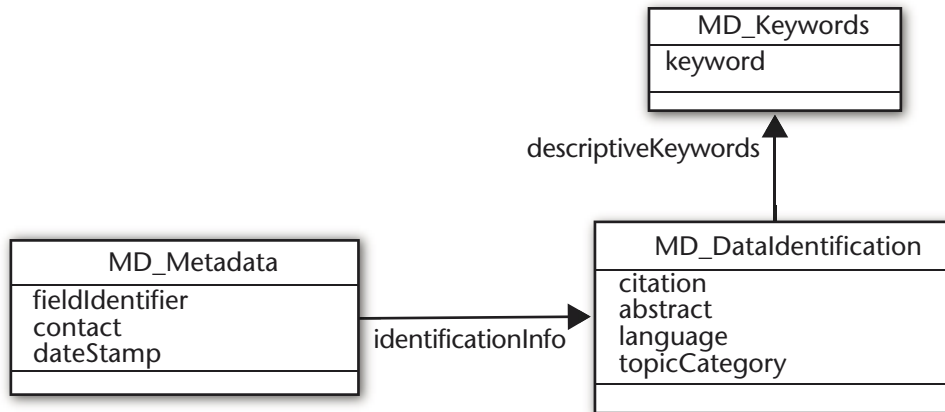 MD_Keywords
keyword
descriptiveKeywords
MD_Metadata
fieldIdentifier
contact
dateStamp
identificationInfo
MD_DataIdentification
citation
abstract
language
topicCategory